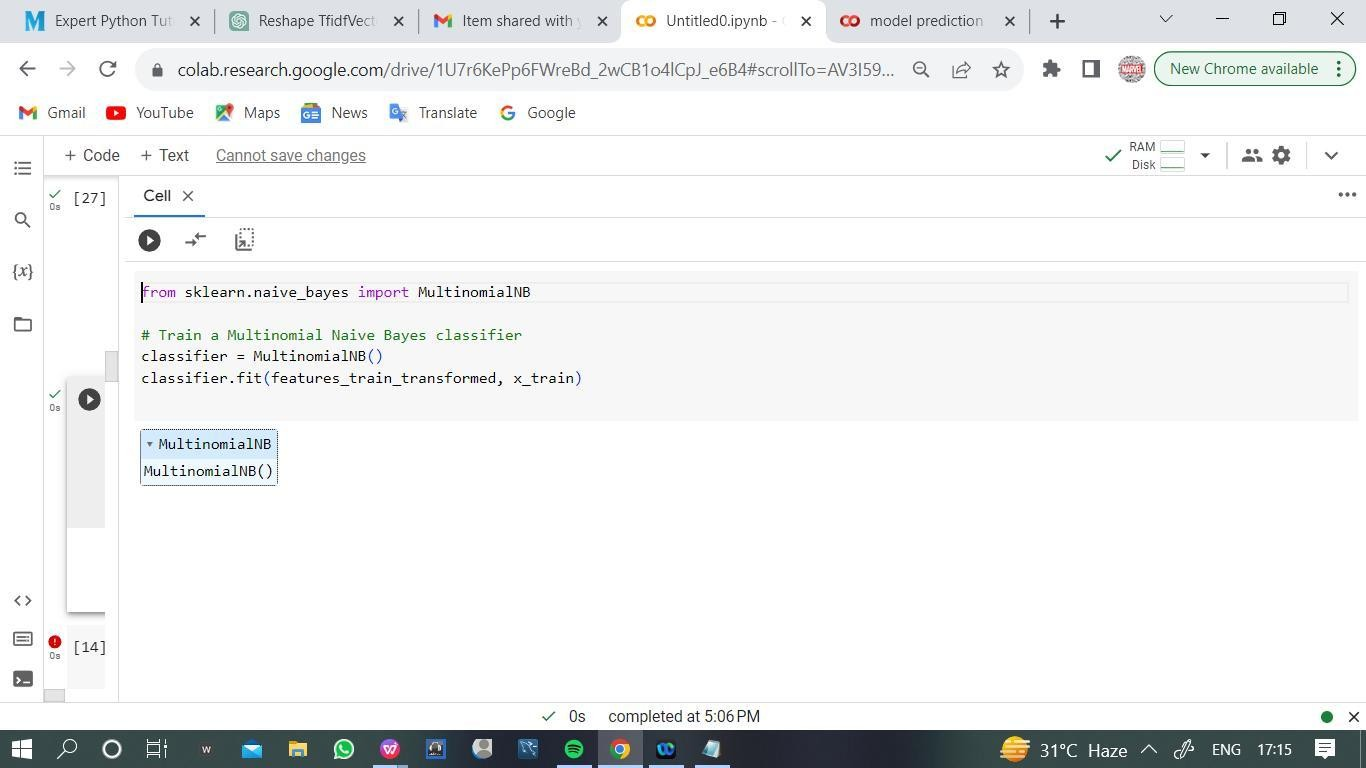 Expert Python Tut
Reshape TfidfVect
Item shared with y
Untitled0.ipynb -
model prediction
colab.research.google.com/drive/1U7r6KePp6FWreBd_2wCB1o4lCpJ_e6B4#scrollTo=AV3I59...
New Chrome available
Gmail
YouTube
Maps
News
Translate
Google
+ Code
+ Text
Cannot save changes
RAM
Disk
0s
[27]
Cell
{x}
from sklearn.naive_bayes import MultinomialNB
# Train a Multinomial Naive Bayes classifier
classifier = MultinomialNB()
classifier.fit(features_train_transformed, x_train)
0s
MultinomialNB
MultinomialNB()
0s
[14]
0s completed at 5:06 PM
31°C Haze
ENG
17:15